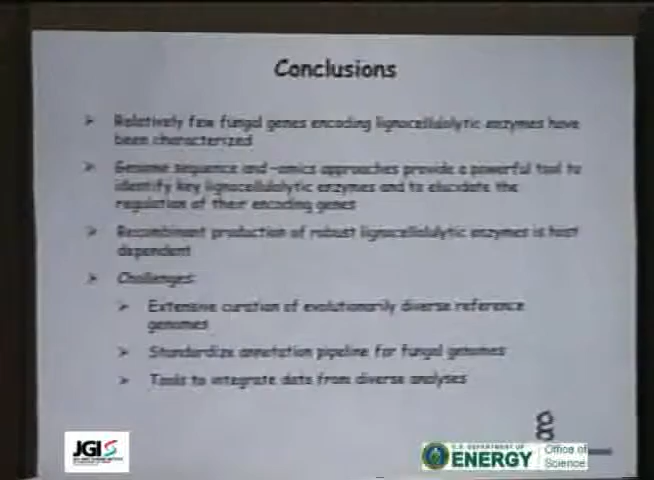 Conclusions
Relatively few fungal genes encoding lignocellulolytic enzymes have
been characterized
Genome sequence and -omics approaches provide a powerful tool to
identify key lignocellulolytic enzymes and to elucidate the
regulation of their encoding genes
Recombinant production of robust lignocellulolytic enzymes is host
dependent
Challenges:
Extensive curation of evolutionarily diverse reference
genomes
Standardize annotation pipeline for fungal genomes
Tools to integrate data from diverse analyses
JGI
U.S. DEPARTMENT OF
ENERGY
Office of
Science